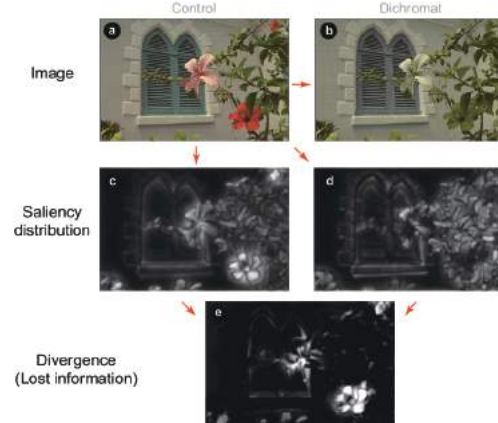 Control
Dichromat
Image
a
b
Saliency
distribution
c
d
Divergence
(Lost information)
e